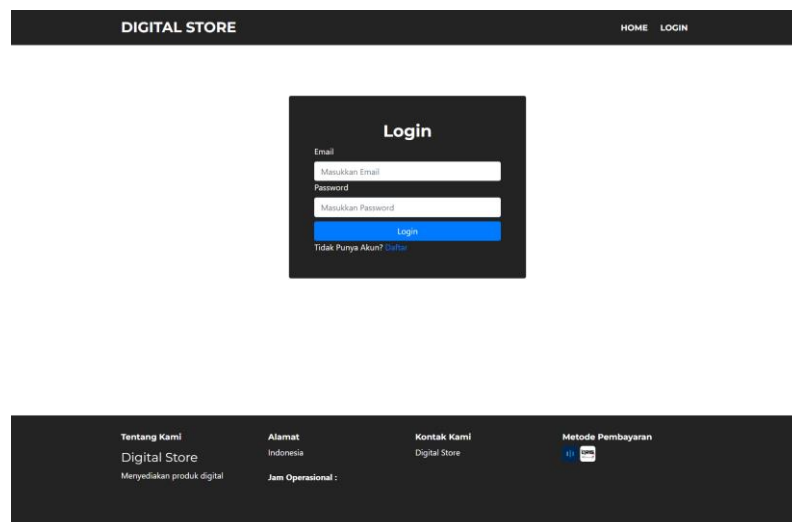 DIGITAL STORE
HOME LOGIN
Login
Email
Masukkan Email
Password
Masukkan Password
Login
Tidak Punya Akun? Daftar
Tentang Kami
Digital Store
Menyediakan produk digital
Alamat
Indonesia
Jam Operasional :
Kontak Kami
Digital Store
Metode Pembayaran